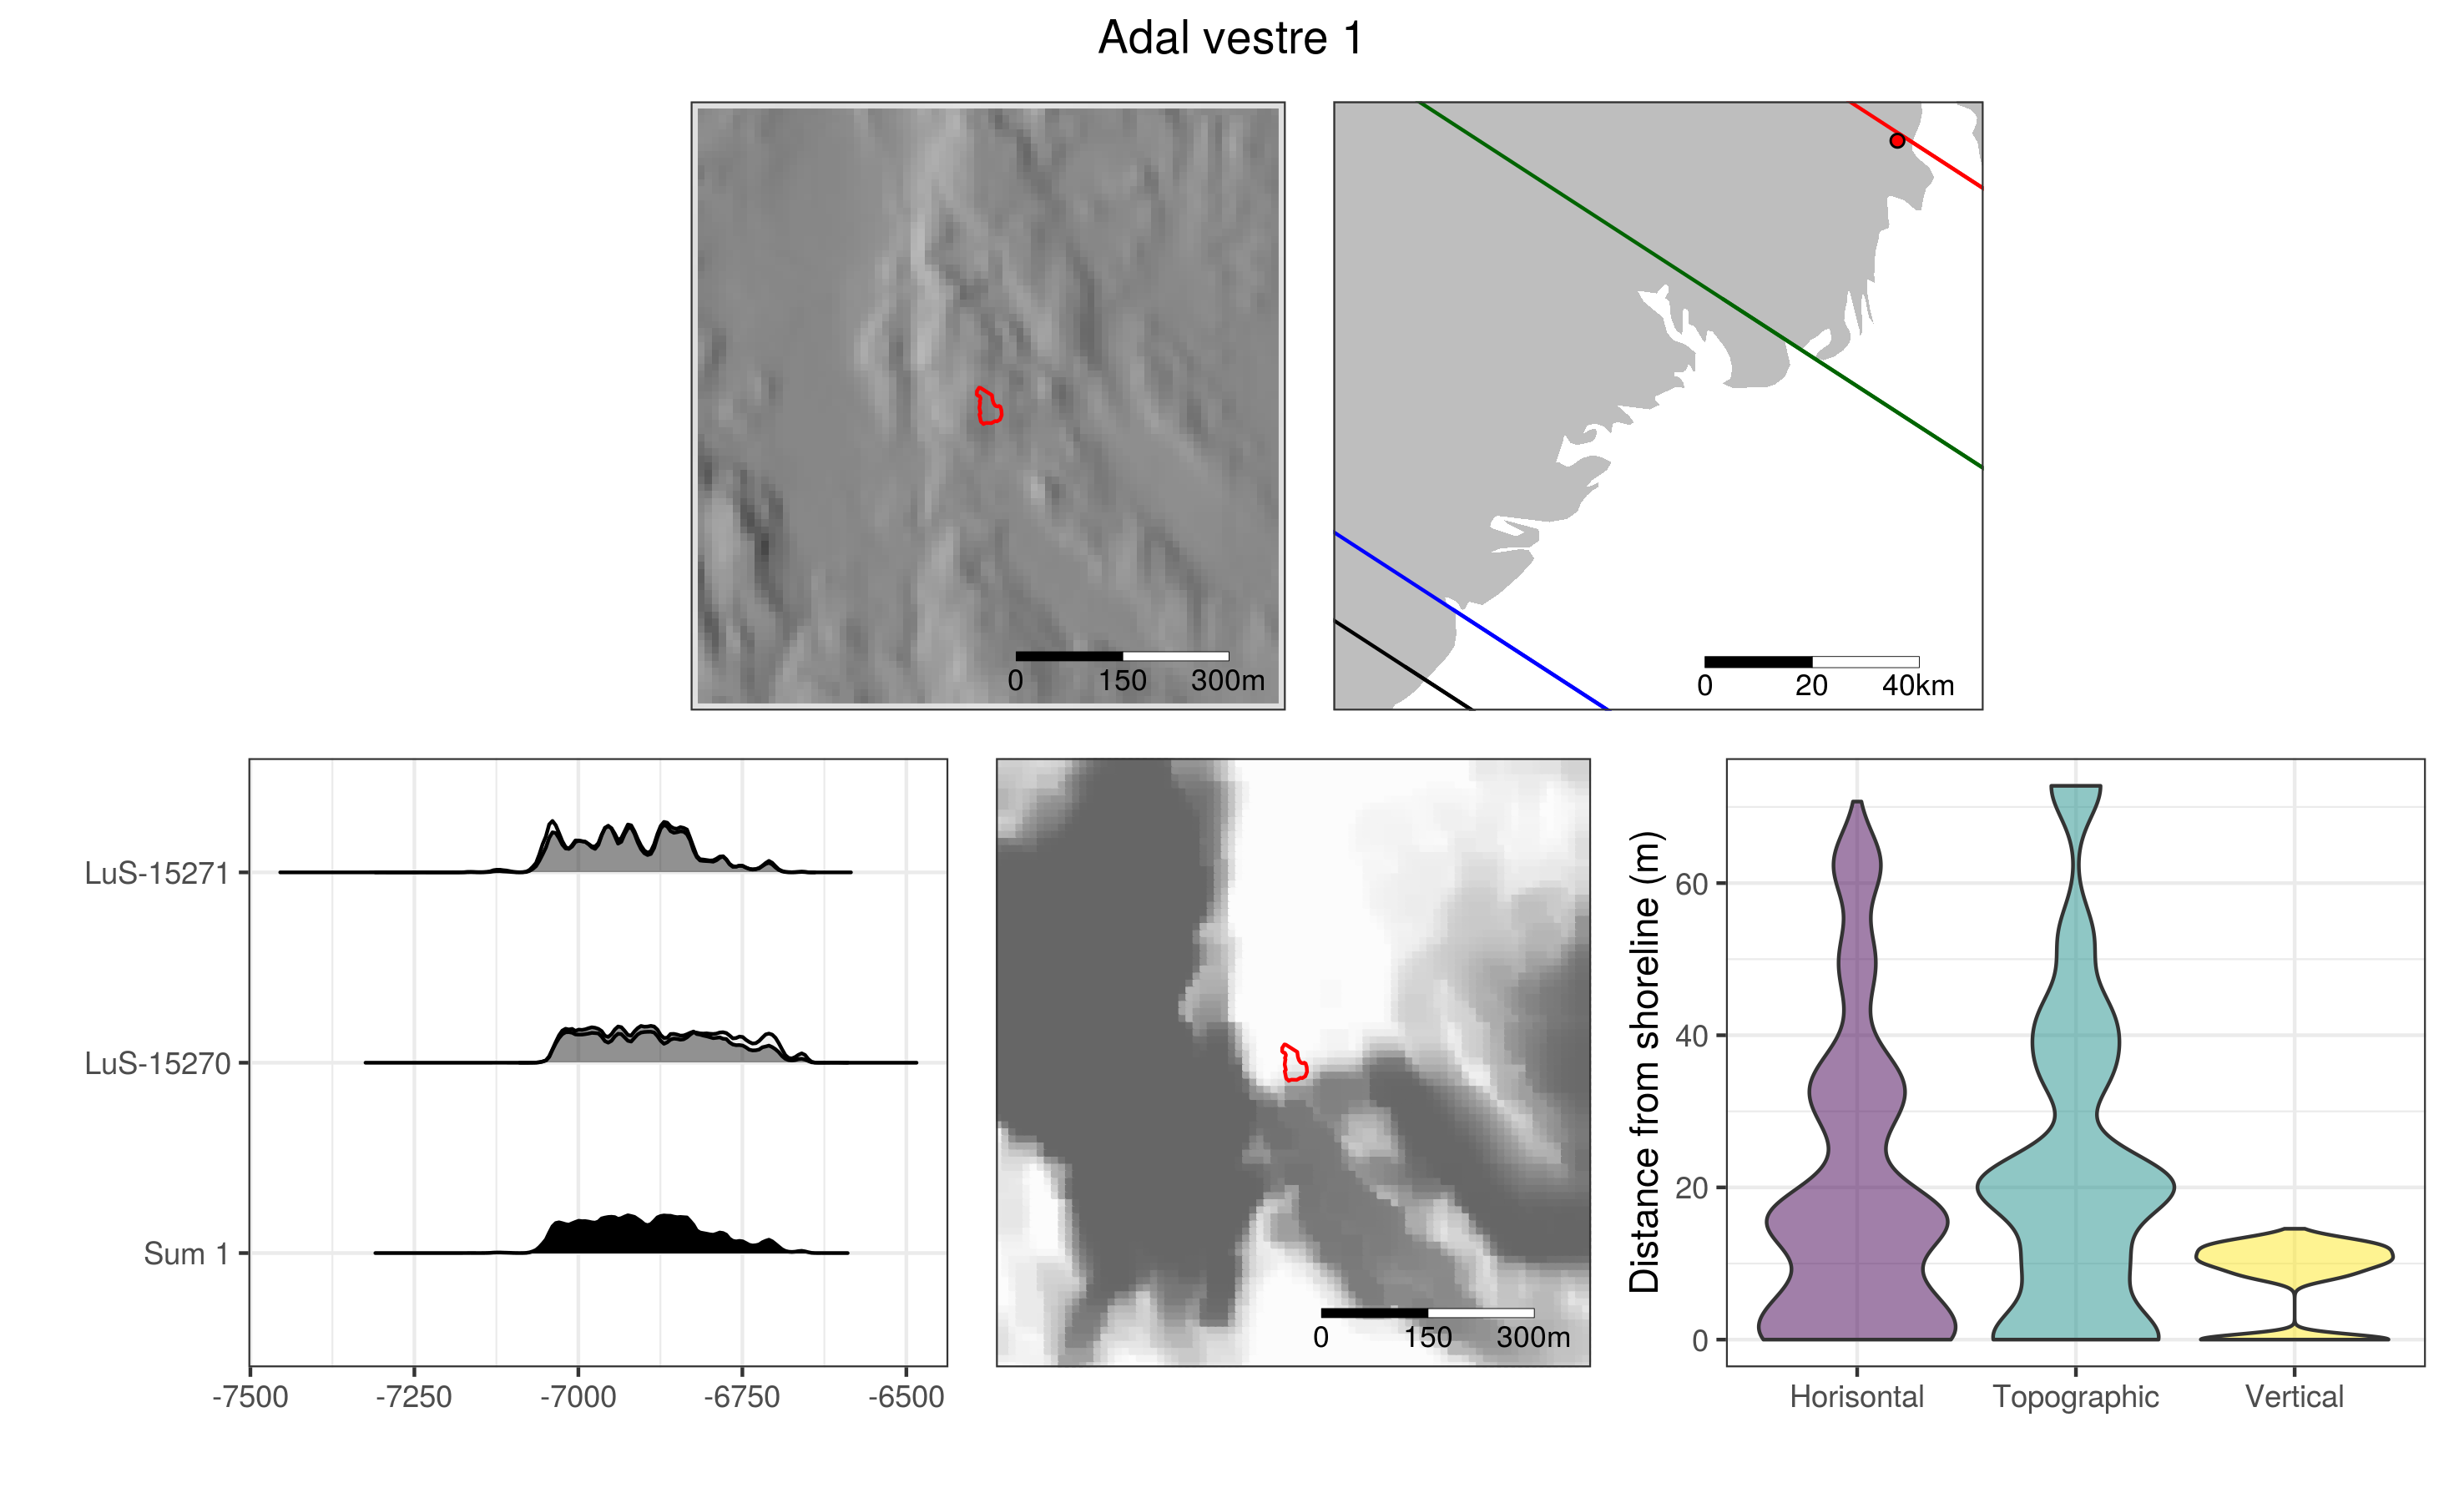 Adal vestre 1
0 150 300m
0 20 40km
LuS-15271
LuS-15270
Sum 1
-7500 -7250 -7000 -6750 -6500
0 150 300m
Distance from shoreline (m)
60
40
20
0
Horisontal Topographic Vertical